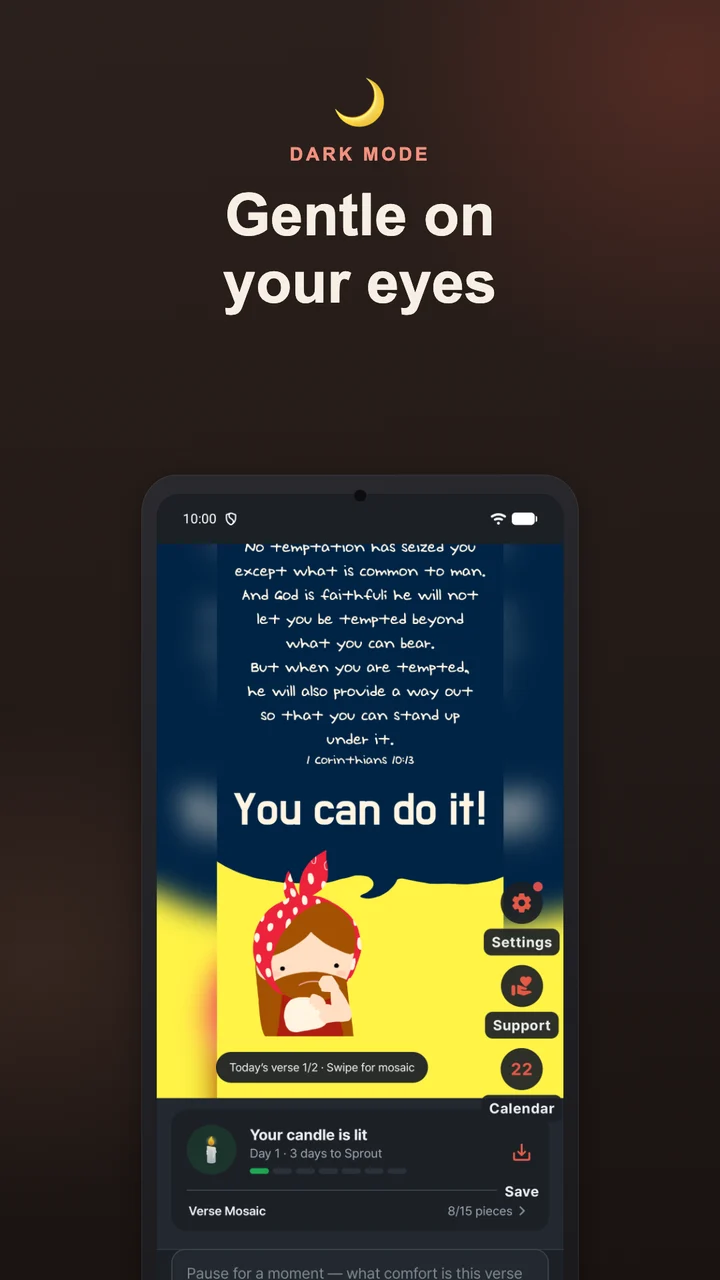 DARK MODE
Gentle on
your eyes
10:00
No temptation has seized you
except what is common to man.
And God is faithful; he will not
let you be tempted beyond
what you can bear.
But when you are tempted,
he will also provide a way out
so that you can stand up
under it.
1 Corinthians 10:13
You can do it!
Settings
Support
22
Calendar
Today's verse 1/2 · Swipe for mosaic
Your candle is lit
Day 1 · 3 days to Sprout
Save
Verse Mosaic
8/15 pieces >
Pause for a moment — what comfort is this verse